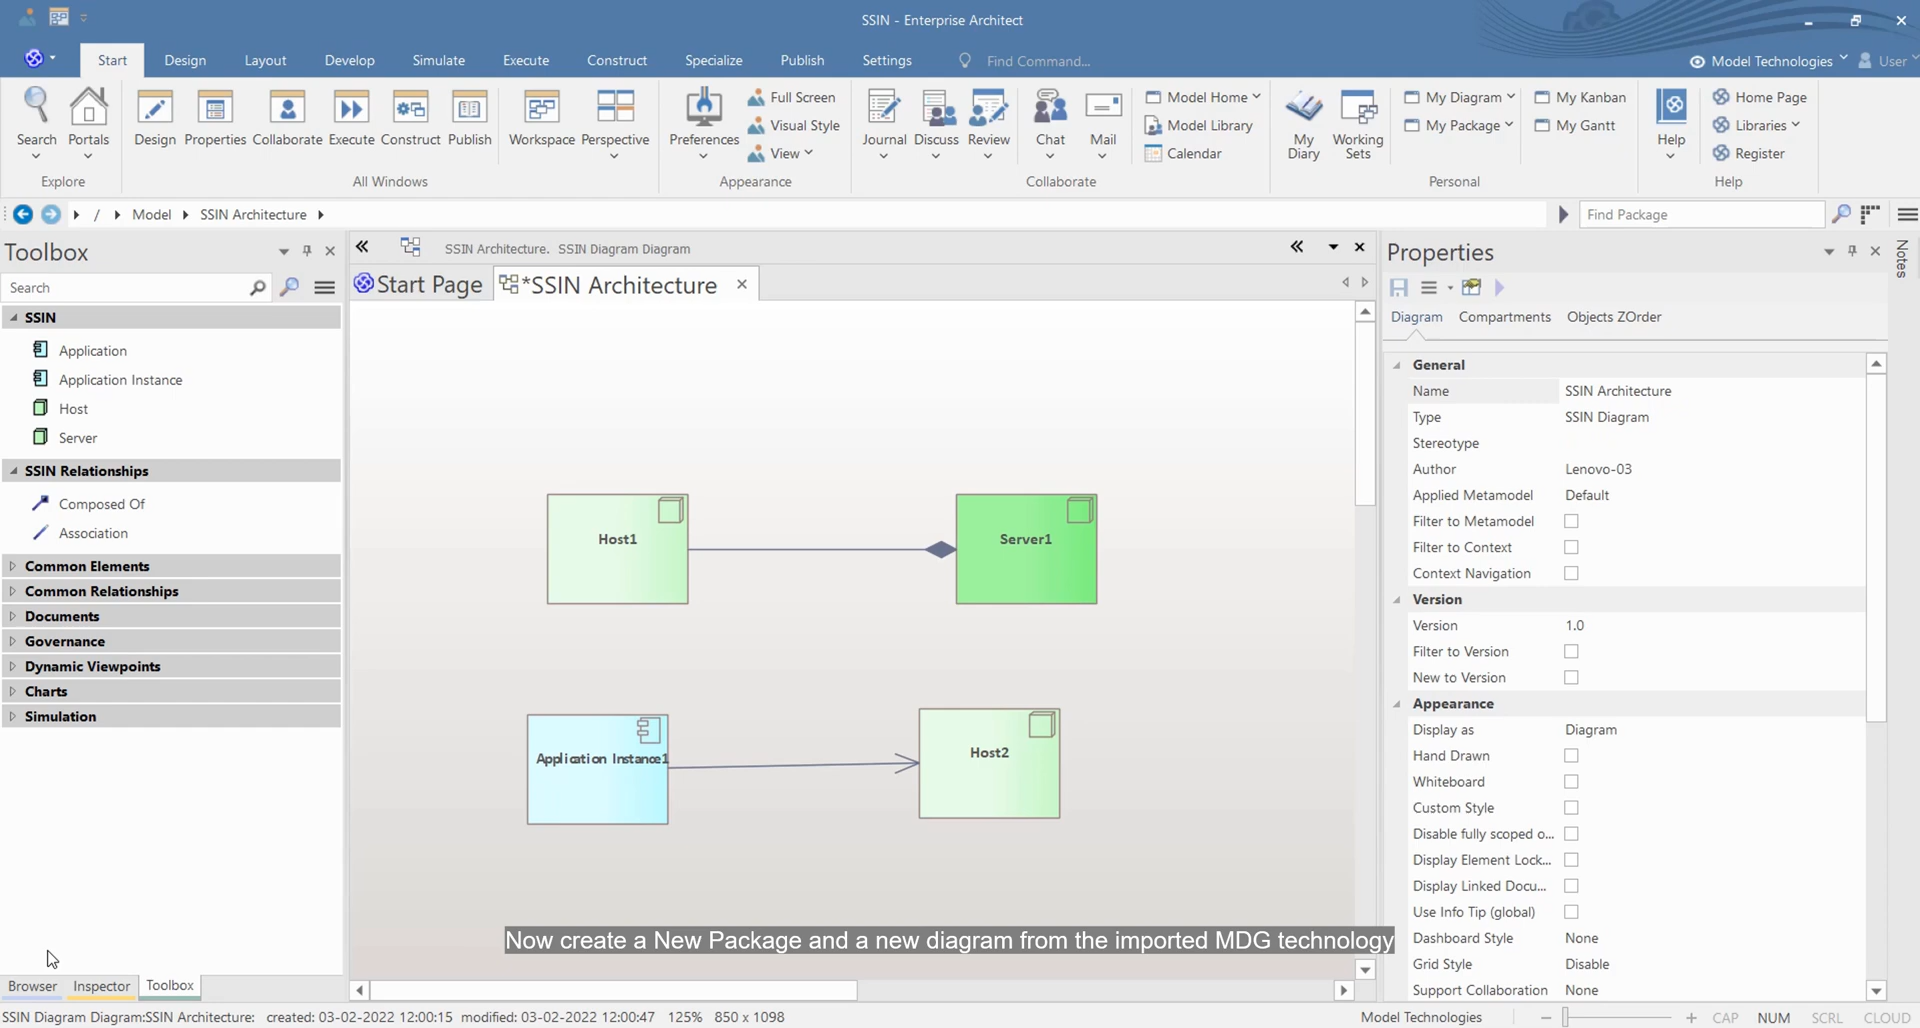 SSIN - Enterprise Architect
Start Design Layout Develop Simulate Execute Construct Specialize Publish Settings Find Command... Model Technologies User
Search Portals
Explore
Design Properties Collaborate Execute Construct Publish Workspace Perspective
All Windows
Preferences Full Screen
Visual Style
View
Appearance
Journal Discuss Review Chat Mail Model Home
Model Library
Calendar
Collaborate
My Diary Working Sets My Diagram My Kanban
My Package My Gantt
Personal
Help Home Page
Libraries
Register
Help
/ Model SSIN Architecture Find Package
Toolbox
Search
SSIN
Application
Application Instance
Host
Server
SSIN Relationships
Composed Of
Association
Common Elements
Common Relationships
Documents
Governance
Dynamic Viewpoints
Charts
Simulation
Browser Inspector Toolbox
SSIN Architecture. SSIN Diagram Diagram
Start Page *SSIN Architecture
Host1
Server1
Application Instance1
Host2
Now create a New Package and a new diagram from the imported MDG technology
Properties
Notes
Diagram Compartments Objects ZOrder
General
Name SSIN Architecture
Type SSIN Diagram
Stereotype
Author Lenovo-03
Applied Metamodel Default
Filter to Metamodel
Filter to Context
Context Navigation
Version
Version 1.0
Filter to Version
New to Version
Appearance
Display as Diagram
Hand Drawn
Whiteboard
Custom Style
Disable fully scoped o...
Display Element Lock...
Display Linked Docu...
Use Info Tip (global)
Dashboard Style None
Grid Style Disable
Support Collaboration None
SSIN Diagram Diagram:SSIN Architecture: created: 03-02-2022 12:00:15 modified: 03-02-2022 12:00:47 125% 850 x 1098 Model Technologies CAP NUM SCRL CLOUD